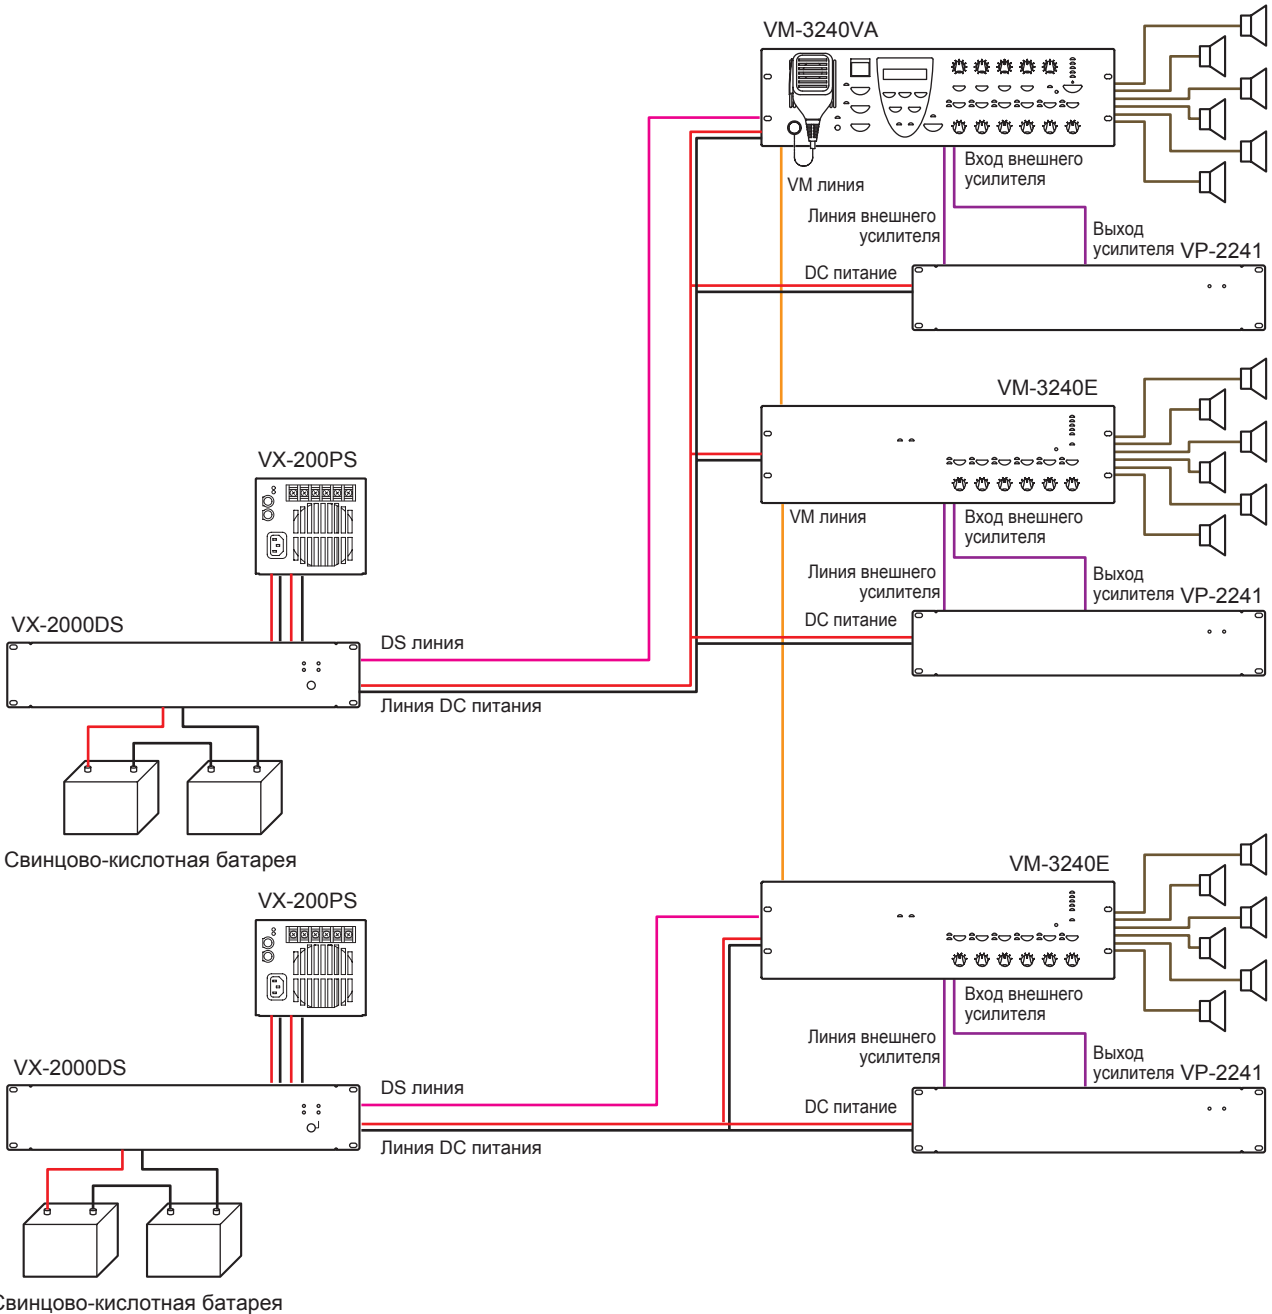 VM-3240VA
VM линия
Вход внешнего
усилителя
Линия внешнего
усилителя
Выход
усилителя VP-2241
DC питание
VM-3240E
VX-200PS
VM линия
Вход внешнего
усилителя
Линия внешнего
усилителя
Выход
усилителя VP-2241
DC питание
VX-2000DS
DS линия
Линия DC питания
Свинцово-кислотная батарея
VM-3240E
VX-200PS
Вход внешнего
усилителя
Линия внешнего
усилителя
Выход
усилителя VP-2241
VX-2000DS
DS линия
DC питание
Линия DC питания
Свинцово-кислотная батарея